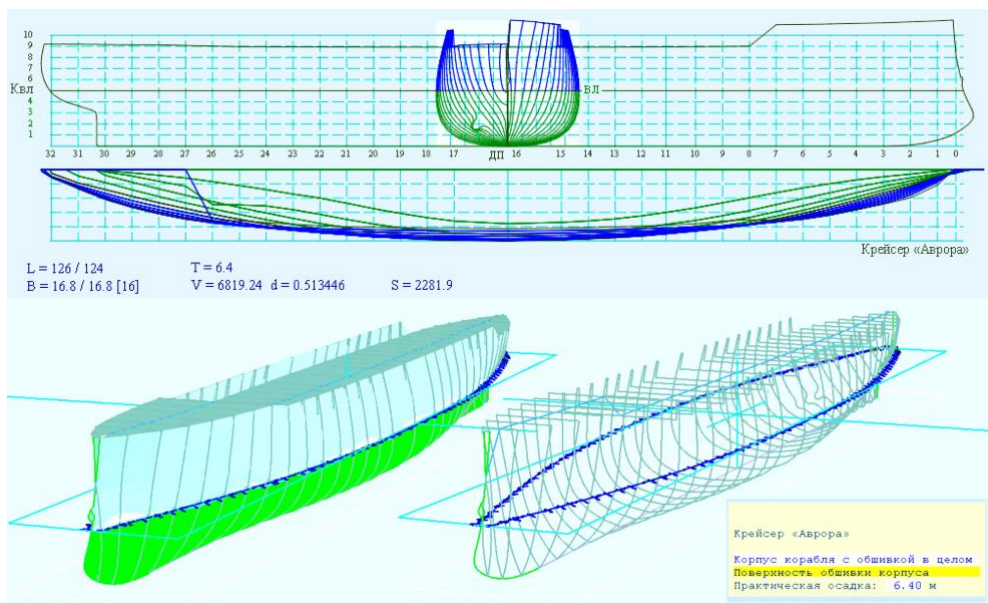 10
9
8
7
6
Квл
ВЛ
4
3
2
1
32 31 30 29 28 27 26 25 24 23 22 21 20 19 18 17 ДП 16 15 14 13 12 11 10 9 8 7 6 5 4 3 2 1 0
Крейсер «Аврора»
L = 126 / 124 T = 6.4
B = 16.8 / 16.8 [16] V = 6819.24 d = 0.513446 S = 2281.9
Крейсер «Аврора»
Корпус корабля с обшивкой в целом
Поверхность обшивки корпуса
Практическая осадка: 6.40 м